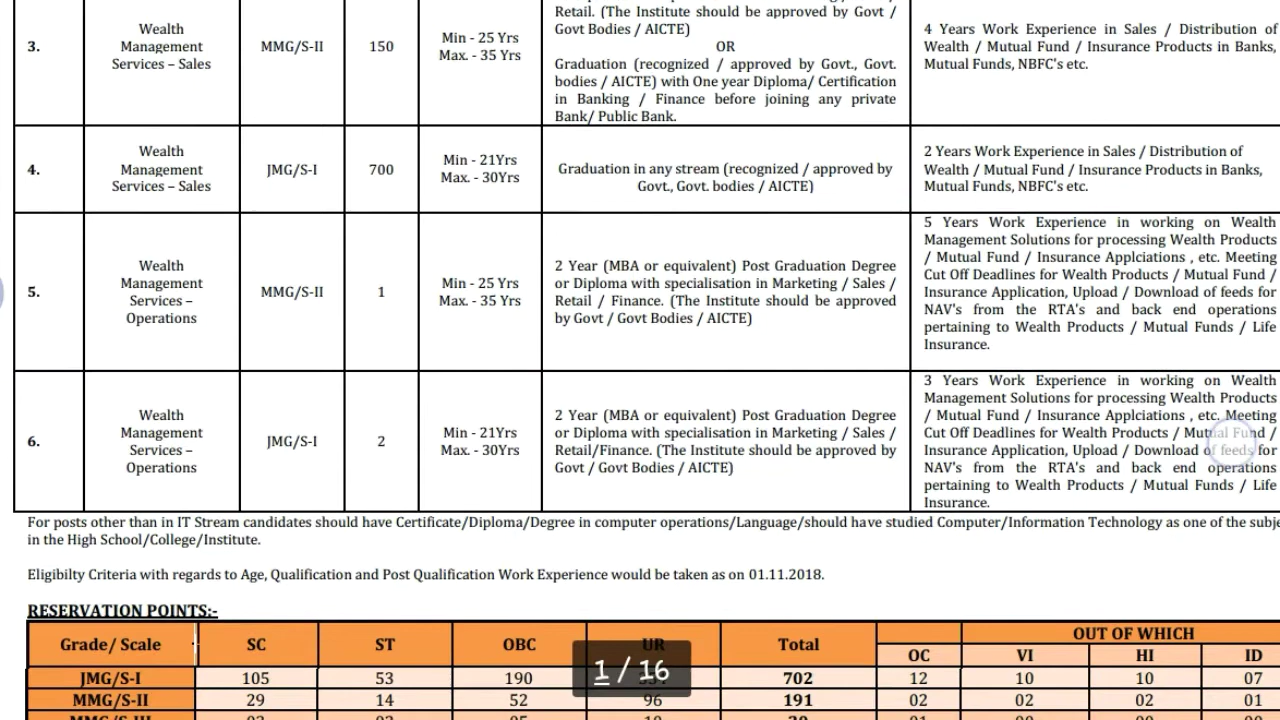 3.
Wealth
Management
Services – Sales
MMG/S-II
150
Min - 25 Yrs
Max. - 35 Yrs
Retail. (The Institute should be approved by Govt /
Govt Bodies / AICTE)
OR
Graduation (recognized / approved by Govt., Govt.
bodies / AICTE) with One year Diploma/ Certification
in Banking / Finance before joining any private
Bank/ Public Bank.
4 Years Work Experience in Sales / Distribution of
Wealth / Mutual Fund / Insurance Products in Banks,
Mutual Funds, NBFC's etc.
4.
Wealth
Management
Services – Sales
JMG/S-I
700
Min - 21Yrs
Max. - 30Yrs
Graduation in any stream (recognized / approved by
Govt., Govt. bodies / AICTE)
2 Years Work Experience in Sales / Distribution of
Wealth / Mutual Fund / Insurance Products in Banks,
Mutual Funds, NBFC's etc.
5.
Wealth
Management
Services –
Operations
MMG/S-II
1
Min - 25 Yrs
Max. - 35 Yrs
2 Year (MBA or equivalent) Post Graduation Degree
or Diploma with specialisation in Marketing / Sales /
Retail / Finance. (The Institute should be approved
by Govt / Govt Bodies / AICTE)
5 Years Work Experience in working on Wealth
Management Solutions for processing Wealth Products
/ Mutual Fund / Insurance Applciations , etc. Meeting
Cut Off Deadlines for Wealth Products / Mutual Fund /
Insurance Application, Upload / Download of feeds for
NAV's from the RTA's and back end operations
pertaining to Wealth Products / Mutual Funds / Life
Insurance.
6.
Wealth
Management
Services –
Operations
JMG/S-I
2
Min - 21Yrs
Max. - 30Yrs
2 Year (MBA or equivalent) Post Graduation Degree
or Diploma with specialisation in Marketing / Sales /
Retail/Finance. (The Institute should be approved by
Govt / Govt Bodies / AICTE)
3 Years Work Experience in working on Wealth
Management Solutions for processing Wealth Products
/ Mutual Fund / Insurance Applciations , etc. Meeting
Cut Off Deadlines for Wealth Products / Mutual Fund /
Insurance Application, Upload / Download of feeds for
NAV's from the RTA's and back end operations
pertaining to Wealth Products / Mutual Funds / Life
Insurance.
For posts other than in IT Stream candidates should have Certificate/Diploma/Degree in computer operations/Language/should have studied Computer/Information Technology as one of the subje
in the High School/College/Institute.
Eligibilty Criteria with regards to Age, Qualification and Post Qualification Work Experience would be taken as on 01.11.2018.
RESERVATION POINTS:-
Grade/ Scale SC ST OBC UR Total OUT OF WHICH
OC VI HI ID
1 / 16
JMG/S-I 105 53 190 702 12 10 10 07
MMG/S-II 29 14 52 96 191 02 02 02 01